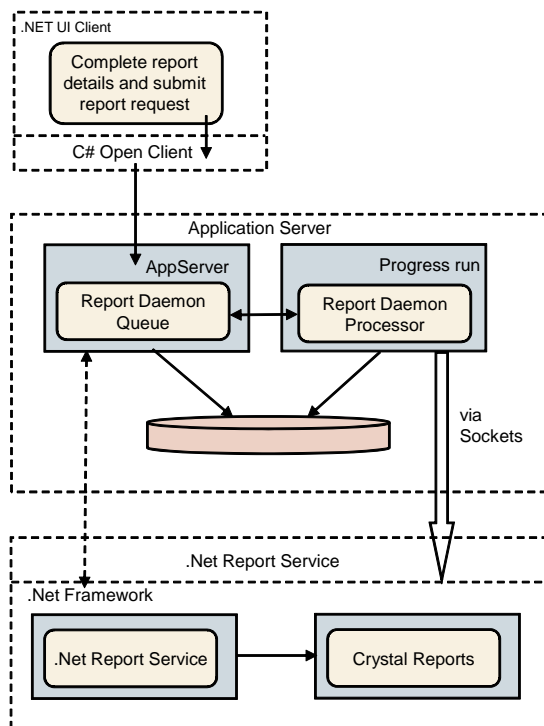 .NET UI Client
Complete report
details and submit
report request
C# Open Client
Application Server
AppServer
Report Daemon
Queue
Progress run
Report Daemon
Processor
via
Sockets
.Net Report Service
.Net Framework
.Net Report Service
Crystal Reports